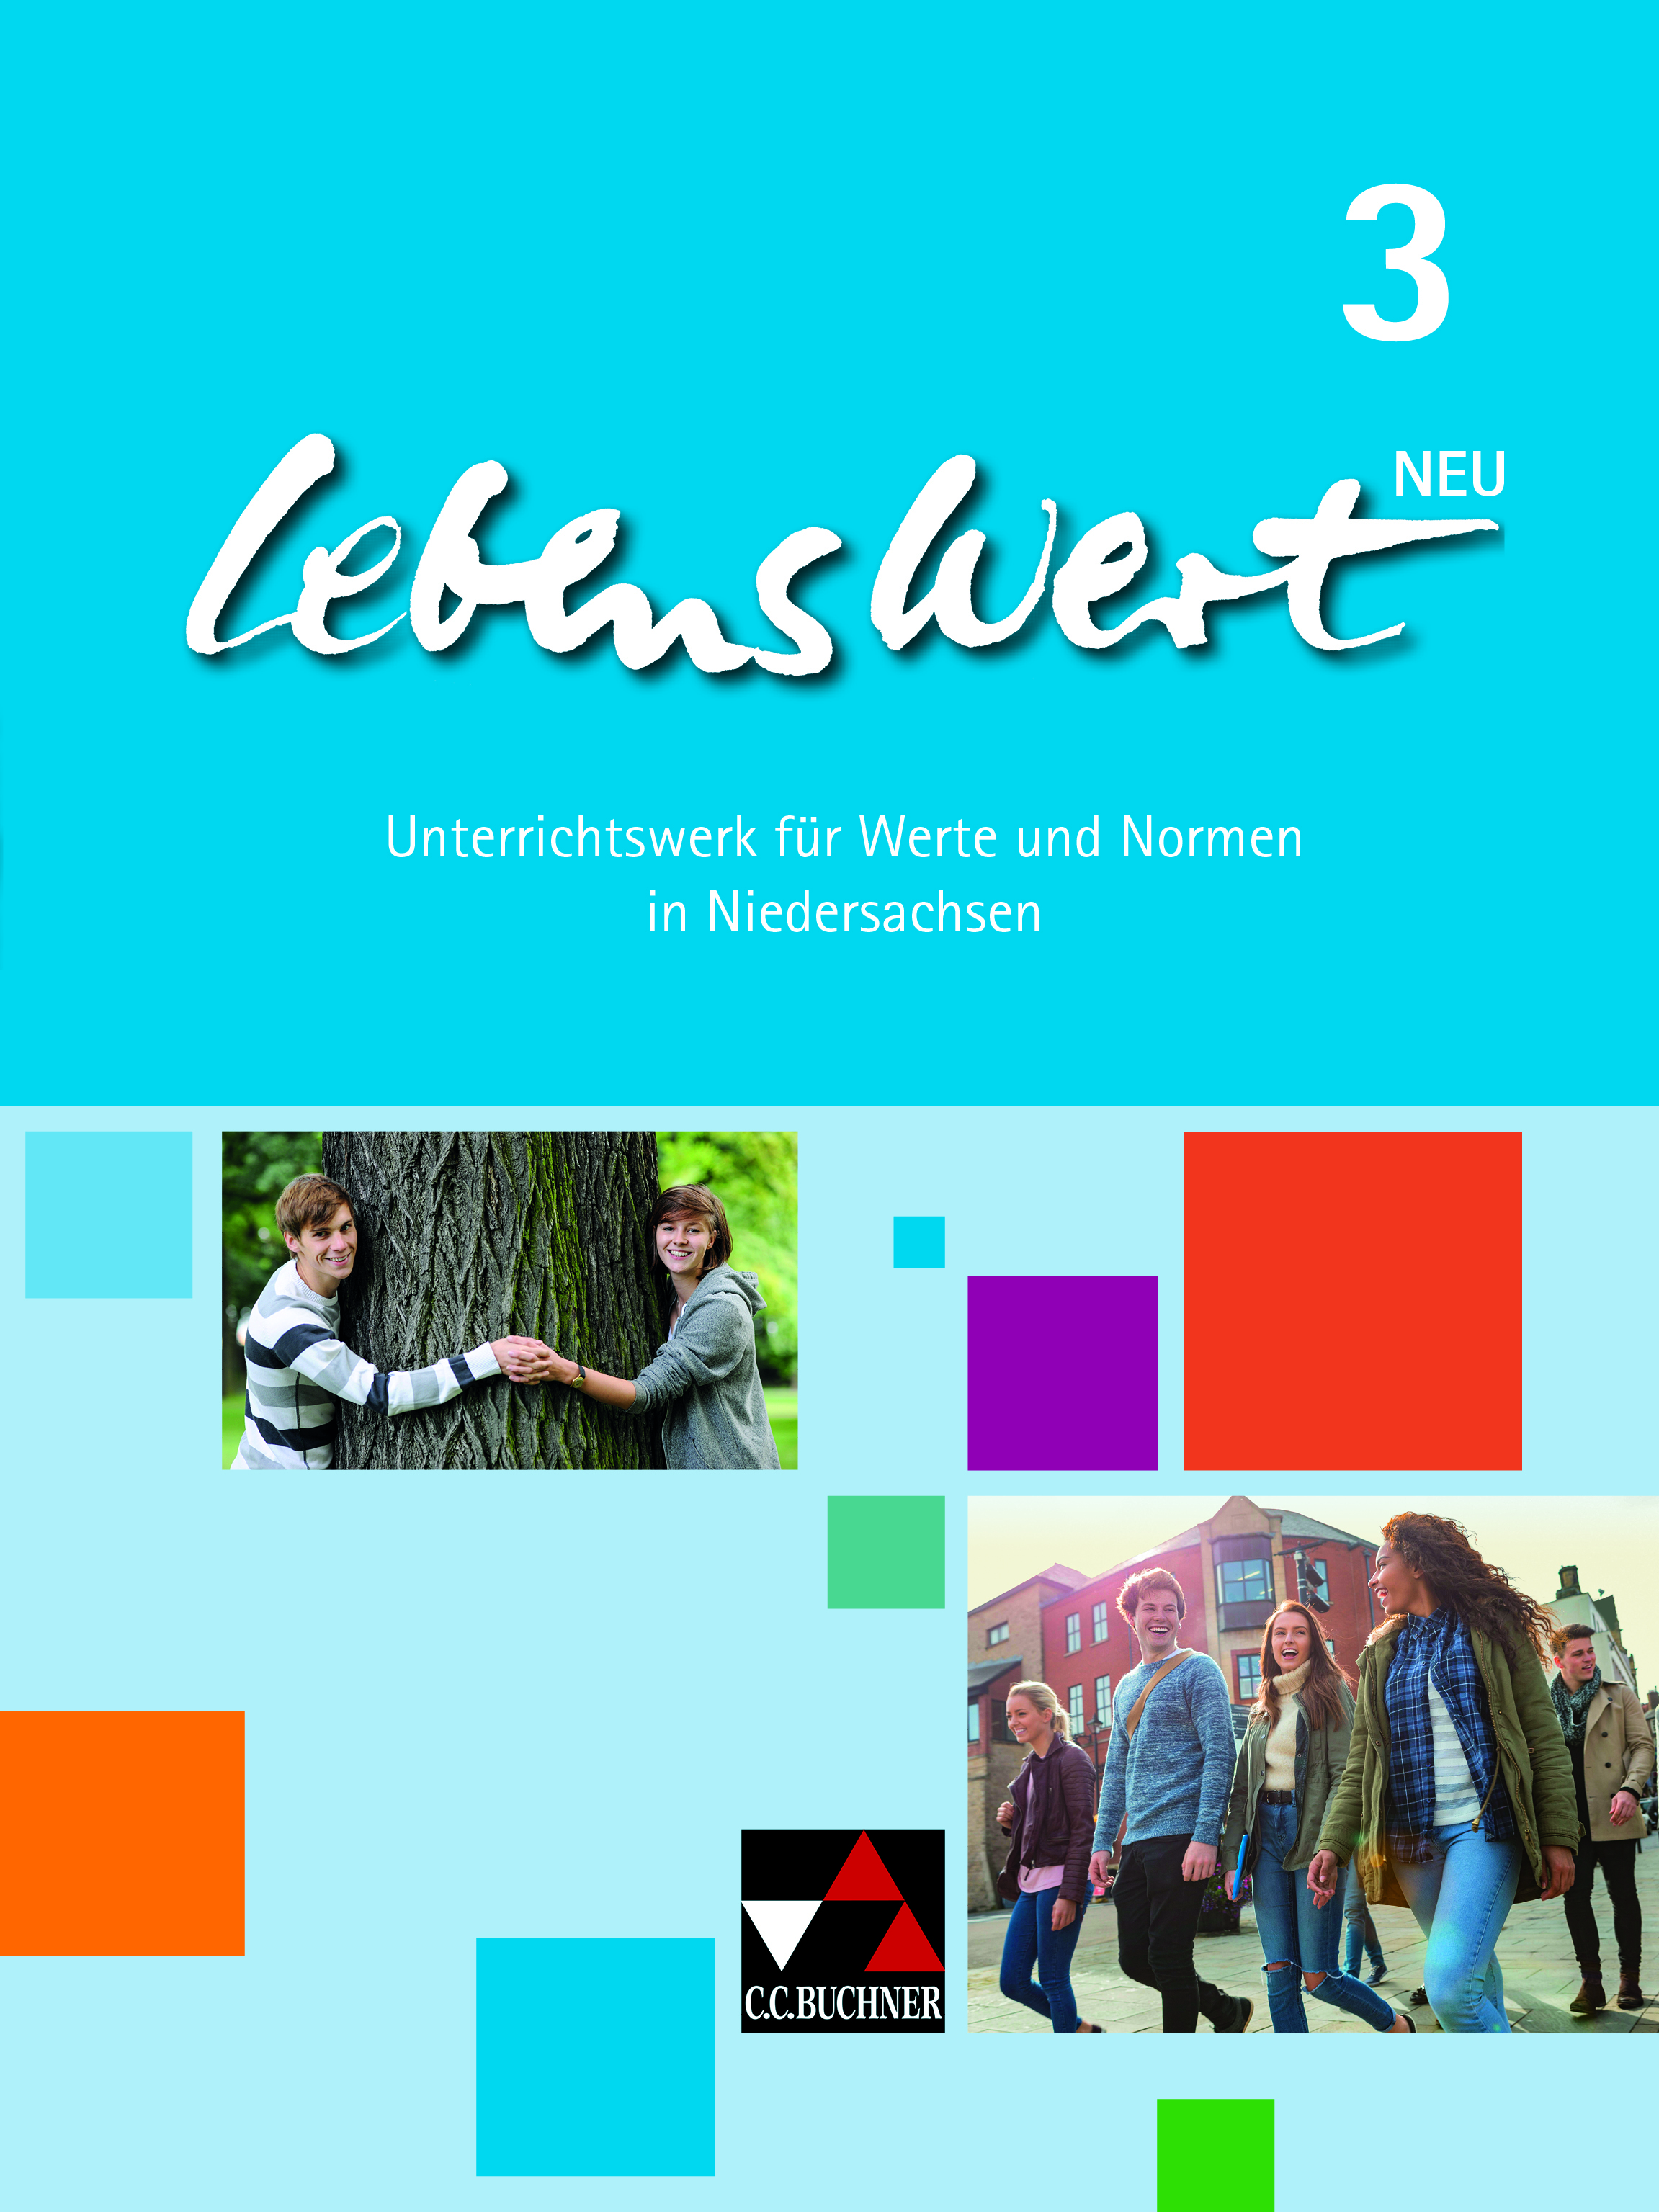 3
LebensWert NEU
Unterrichtswerk für Werte und Normen
in Niedersachsen
C.C.BUCHNER